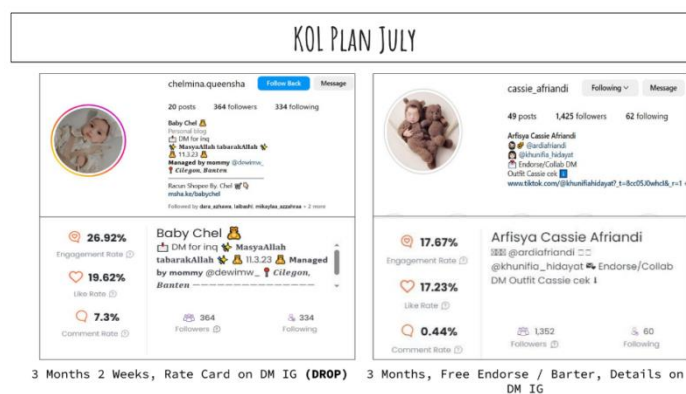 KOL PLAN JULY
chelmina.queensha Follow Back Message
20 posts 364 followers 334 following
Baby Chel 🧸
Personal blog
📩 DM for inq
MasyaAllah tabarakAllah
🧸 11.3.23 🧸
Managed by mommy @dewimw_
📍 Cilegon, Banten
Racun Shopee By. Chel
msha.ke/babychel
Followed by dara_azheera, lalbadri, mikaylaa_azzahraa + 2 more
26.92%
Engagement Rate
19.62%
Like Rate
7.3%
Comment Rate
Baby Chel 🧸
📩 DM for inq MasyaAllah
tabarakAllah 🧸 11.3.23 🧸 Managed
by mommy @dewimw_ 📍 Cilegon,
Banten ————————————————
364
Followers
334
Following
3 Months 2 Weeks, Rate Card on DM IG (DROP)
cassie_afriandi Following Message
49 posts 1,425 followers 62 following
Arfisya Cassie Afriandi
@ardiafriandi
@khunifia_hidayat
📩 Endorse/Collab DM
Outfit Cassie cek ⬇️
www.tiktok.com/@khunifiahidayat?_t=8cc05J0whcl&_r=1
17.67%
Engagement Rate
17.23%
Like Rate
0.44%
Comment Rate
Arfisya Cassie Afriandi
@ardiafriandi
@khunifia_hidayat Endorse/Collab
DM Outfit Cassie cek ⬇
1,352
Followers
60
Following
3 Months, Free Endorse / Barter, Details on
DM IG